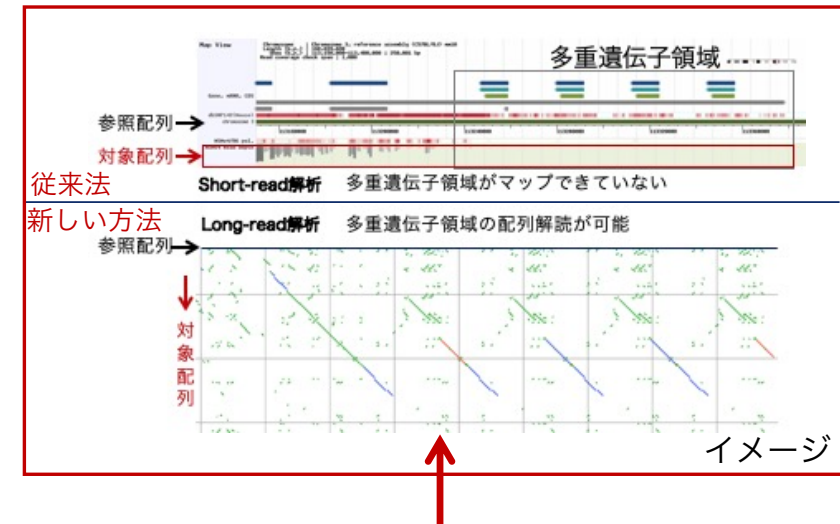 Map View
多重遺伝子領域
参照配列
対象配列
従来法
Short-read解析 多重遺伝子領域がマップできていない
新しい方法
Long-read解析 多重遺伝子領域の配列解読が可能
参照配列
対象配列
イメージ